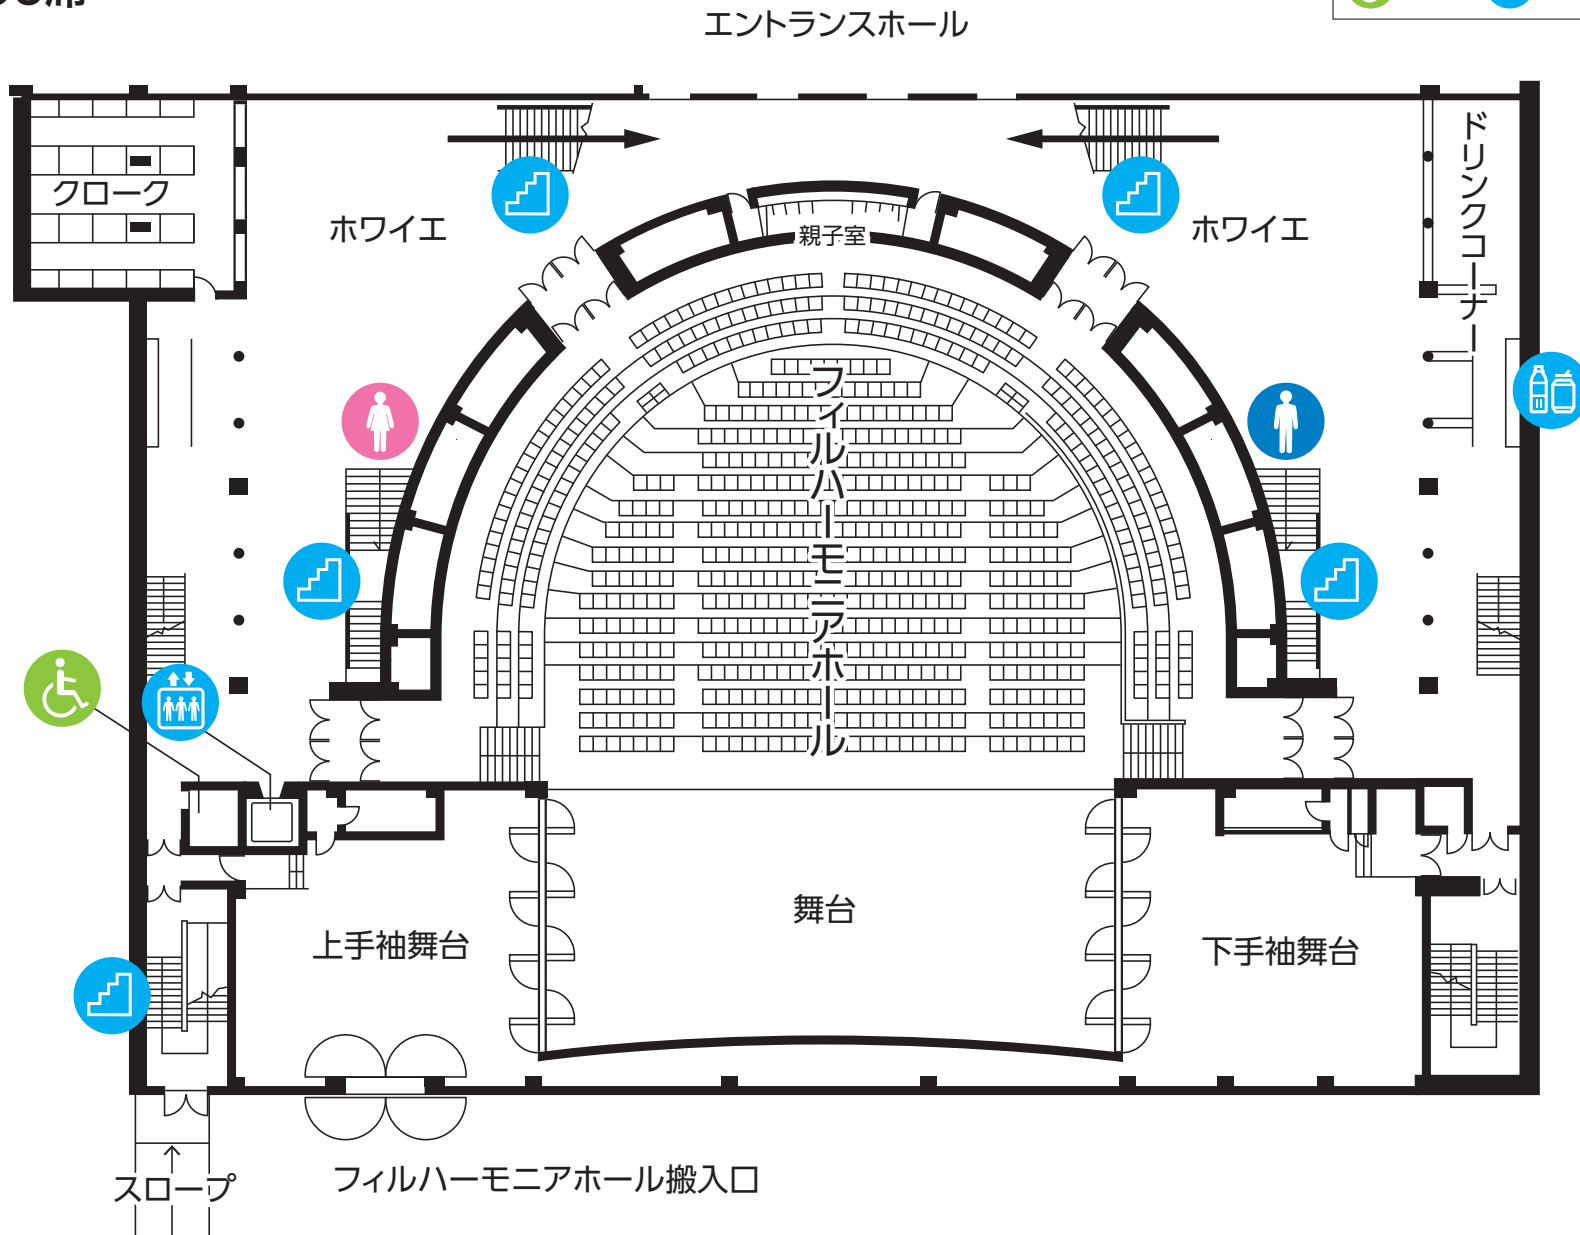 席
エントランスホール
クローク
ホワイエ
親子室
ホワイエ
ドリンクコーナー
フィルハーモニアホール
舞台
上手袖舞台
下手袖舞台
スロープ
フィルハーモニアホール搬入口